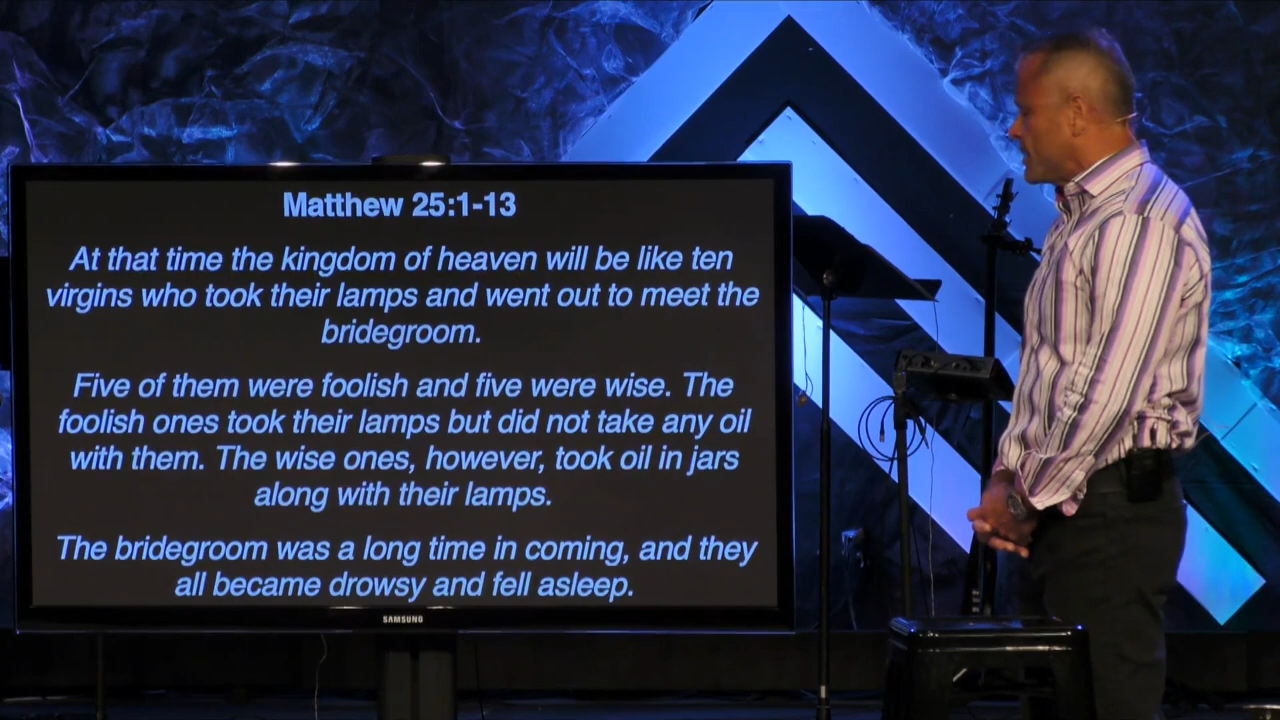 Matthew 25:1-13
At that time the kingdom of heaven will be like ten
virgins who took their lamps and went out to meet the
bridegroom.
Five of them were foolish and five were wise. The
foolish ones took their lamps but did not take any oil
with them. The wise ones, however, took oil in jars
along with their lamps.
The bridegroom was a long time in coming, and they
all became drowsy and fell asleep.
SAMSUNG